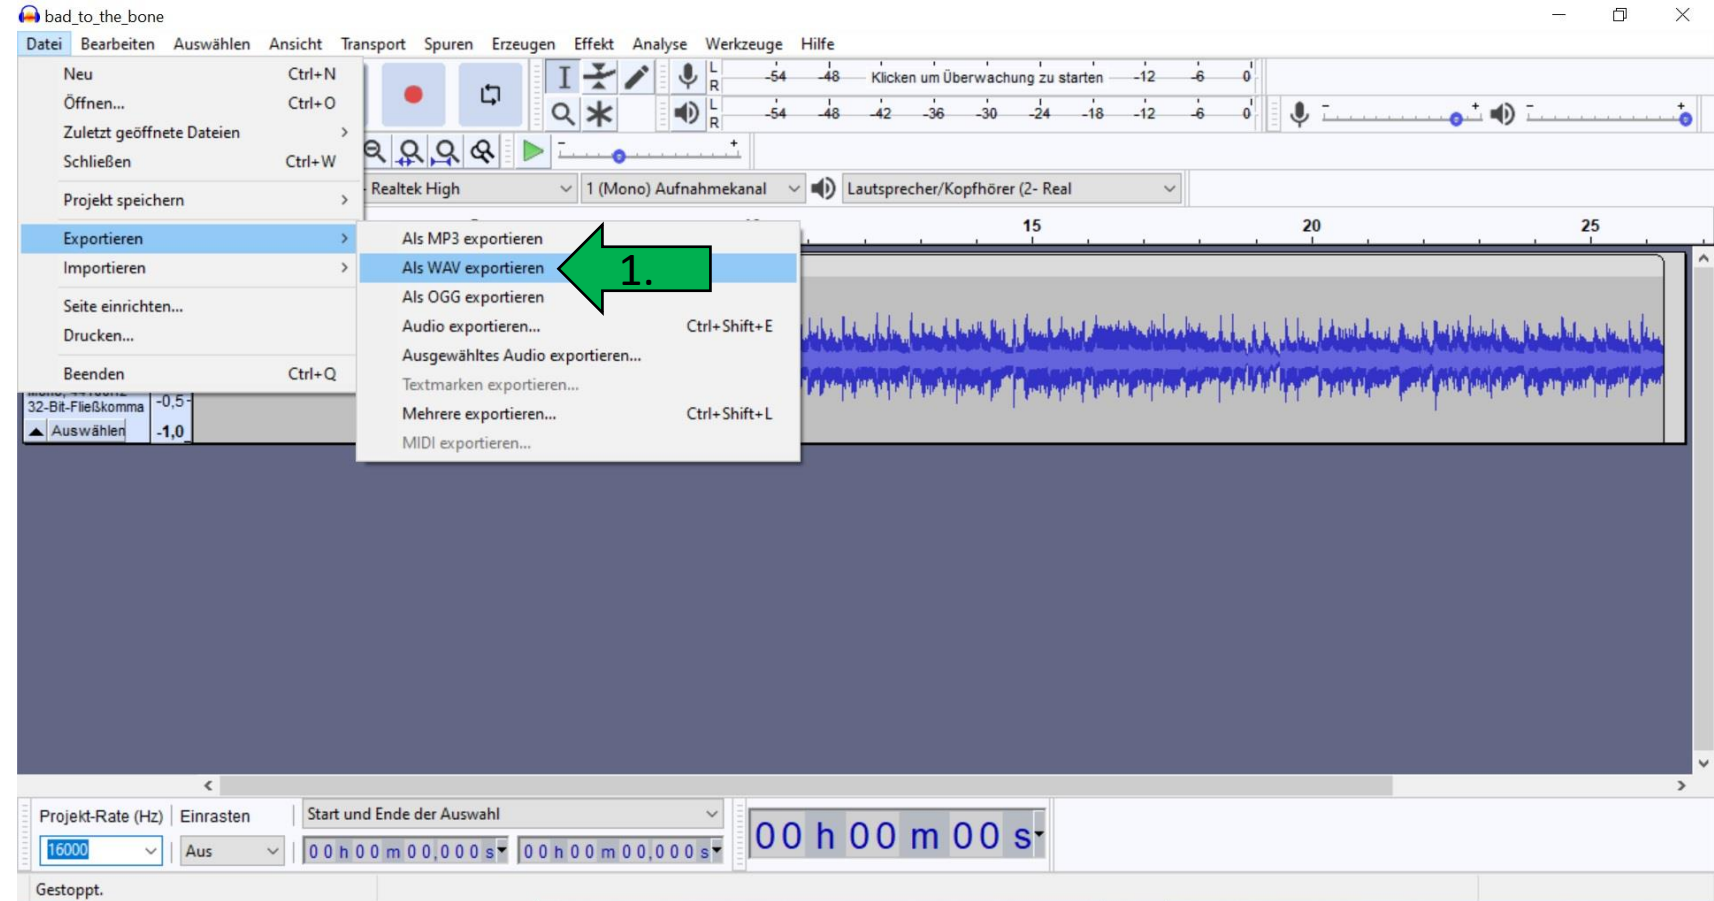 bad_to_the_bone
Datei Bearbeiten Auswählen Ansicht Transport Spuren Erzeugen Effekt Analyse Werkzeuge Hilfe
Neu Ctrl+N
Öffnen... Ctrl+O
Zuletzt geöffnete Dateien
Schließen Ctrl+W
Projekt speichern
Exportieren
Importieren
Seite einrichten...
Drucken...
Beenden Ctrl+Q
L
R
-54 -48 Klicken um Überwachung zu starten -12 -6 0
L
R
-54 -48 -42 -36 -30 -24 -18 -12 -6 0
- +
- +
- +
Realtek High 1 (Mono) Aufnahmekanal Lautsprecher/Kopfhörer (2- Real
15 20 25
Als MP3 exportieren
Als WAV exportieren
1.
Als OGG exportieren
Audio exportieren... Ctrl+Shift+E
Ausgewähltes Audio exportieren...
Textmarken exportieren...
Mehrere exportieren... Ctrl+Shift+L
MIDI exportieren...
32-Bit-Fließkomma -0,5
Auswählen -1,0
Projekt-Rate (Hz) Einrasten Start und Ende der Auswahl
16000 Aus 00 h 00 m 00,000 s 00 h 00 m 00,000 s
00 h 00 m 00 s
Gestoppt.